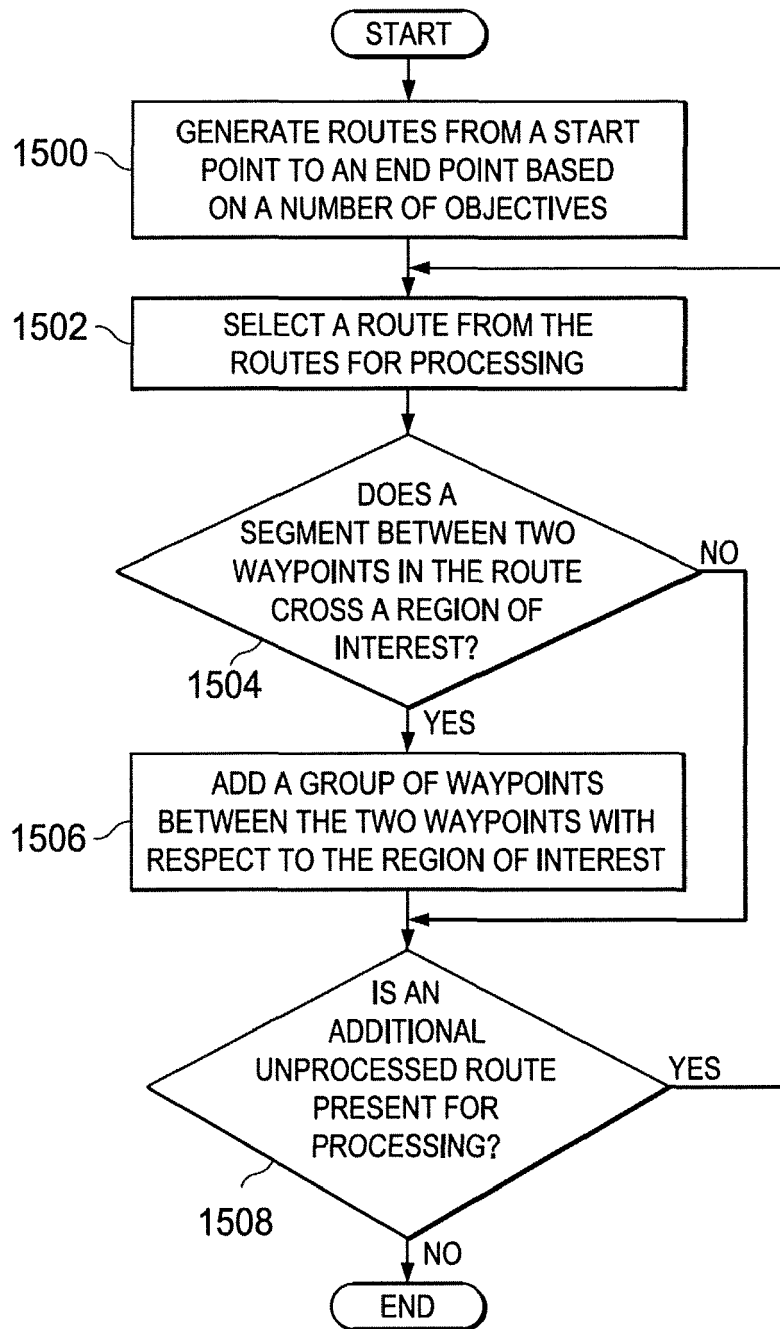 START
1500
GENERATE ROUTES FROM A START
POINT TO AN END POINT BASED
ON A NUMBER OF OBJECTIVES
1502
SELECT A ROUTE FROM THE
ROUTES FOR PROCESSING
DOES A
SEGMENT BETWEEN TWO
WAYPOINTS IN THE ROUTE
CROSS A REGION OF
INTEREST?
NO
1504
YES
1506
ADD A GROUP OF WAYPOINTS
BETWEEN THE TWO WAYPOINTS WITH
RESPECT TO THE REGION OF INTEREST
IS AN
ADDITIONAL
UNPROCESSED ROUTE
PRESENT FOR
PROCESSING?
YES
1508
NO
END